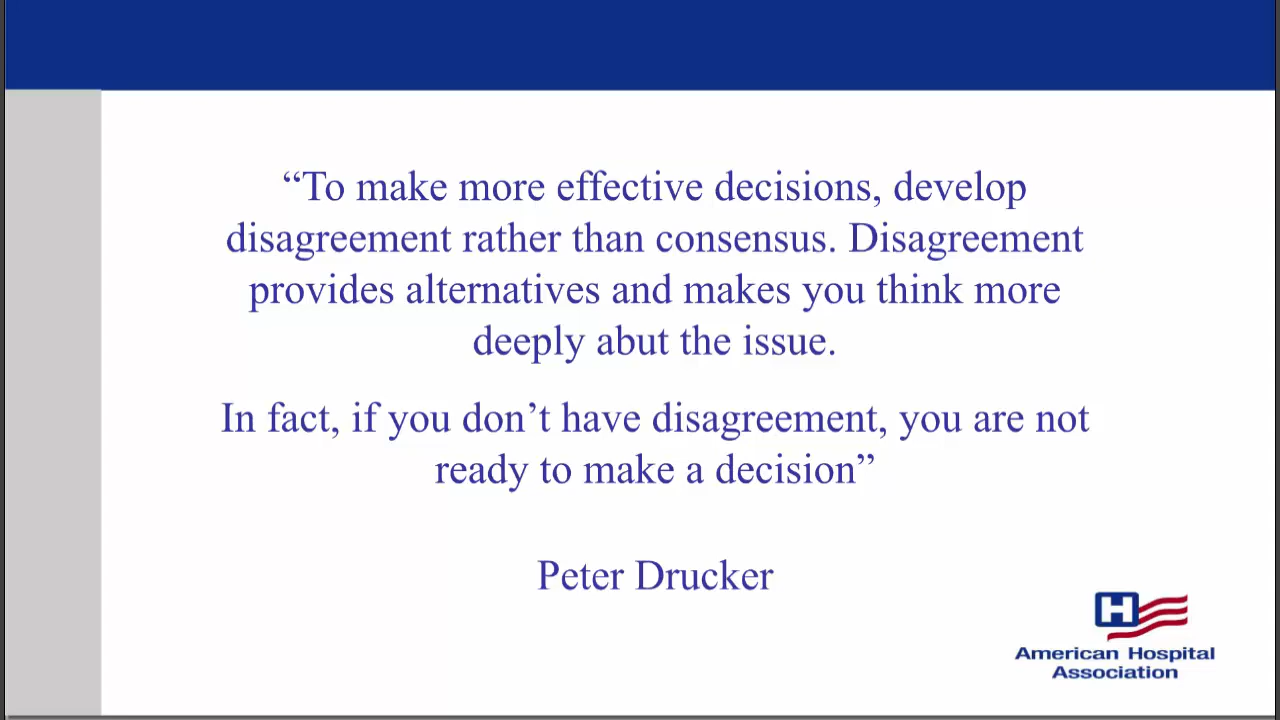 “To make more effective decisions, develop
disagreement rather than consensus. Disagreement
provides alternatives and makes you think more
deeply abut the issue.
In fact, if you don’t have disagreement, you are not
ready to make a decision”
Peter Drucker
H
American Hospital
Association